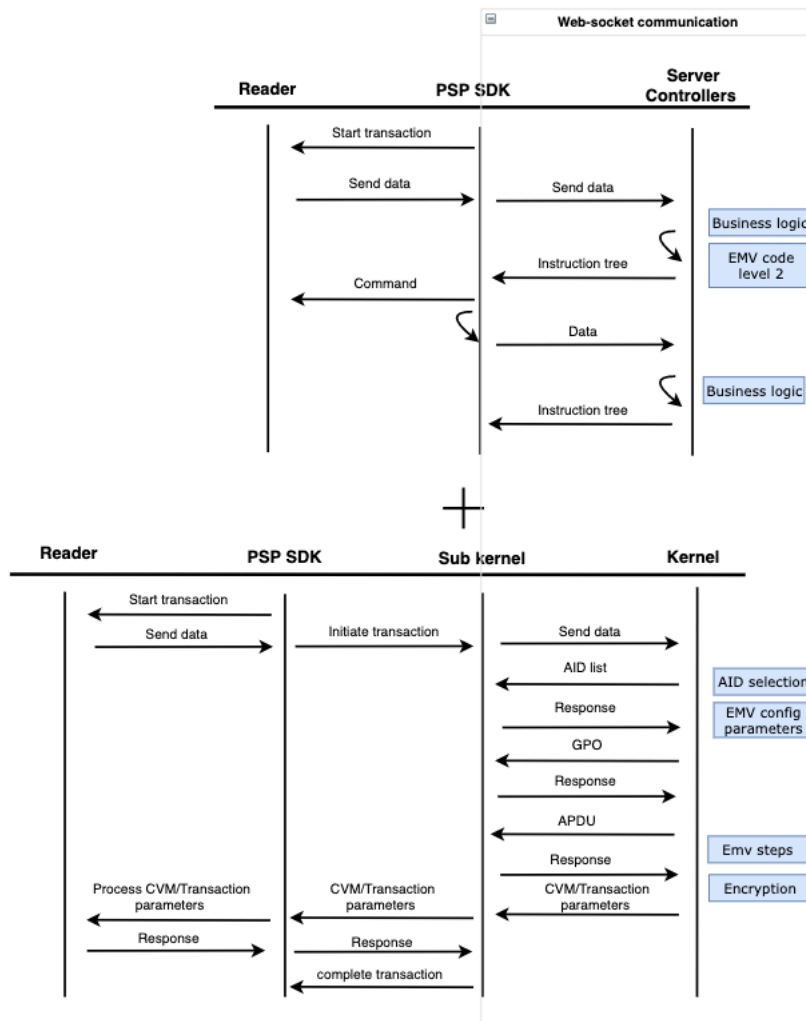 Web-socket communication
Reader
PSP SDK
Server
Controllers
Start transaction
Send data
Send data
Business logic
Instruction tree
EMV code
level 2
Command
Data
Business logic
Instruction tree
Reader
PSP SDK
Sub kernel
Kernel
Start transaction
Send data
Initiate transaction
Send data
AID list
AID selection
Response
EMV config
parameters
GPO
Response
APDU
Emv steps
Response
Process CVM/Transaction
parameters
CVM/Transaction
parameters
CVM/Transaction
parameters
Encryption
Response
Response
complete transaction